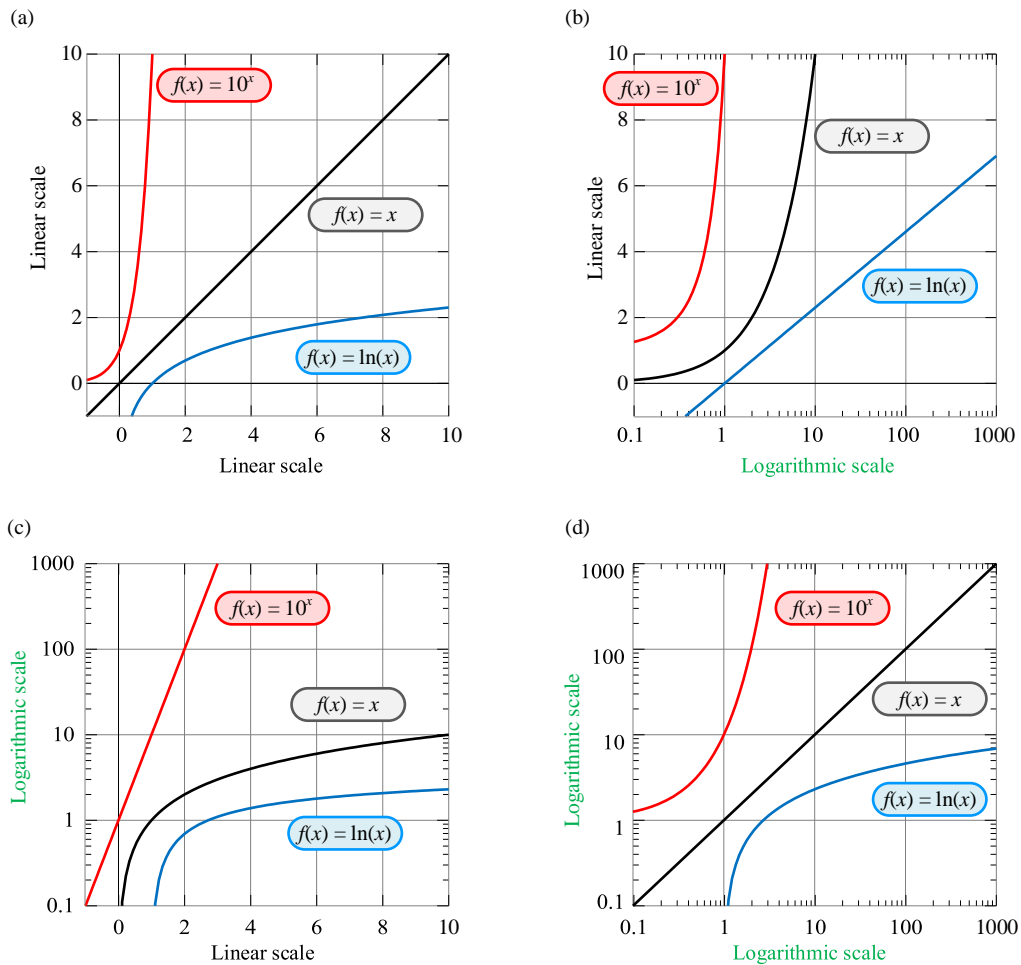 (a)
10
8
6
4
2
0
Linear scale
f(x) = 10^x
f(x) = x
f(x) = ln(x)
0 2 4 6 8 10
Linear scale
(b)
10
8
6
4
2
0
Linear scale
f(x) = 10^x
f(x) = x
f(x) = ln(x)
0.1 1 10 100 1000
Logarithmic scale
(c)
1000
100
10
1
0.1
Logarithmic scale
f(x) = 10^x
f(x) = x
f(x) = ln(x)
0 2 4 6 8 10
Linear scale
(d)
1000
100
10
1
0.1
Logarithmic scale
f(x) = 10^x
f(x) = x
f(x) = ln(x)
0.1 1 10 100 1000
Logarithmic scale